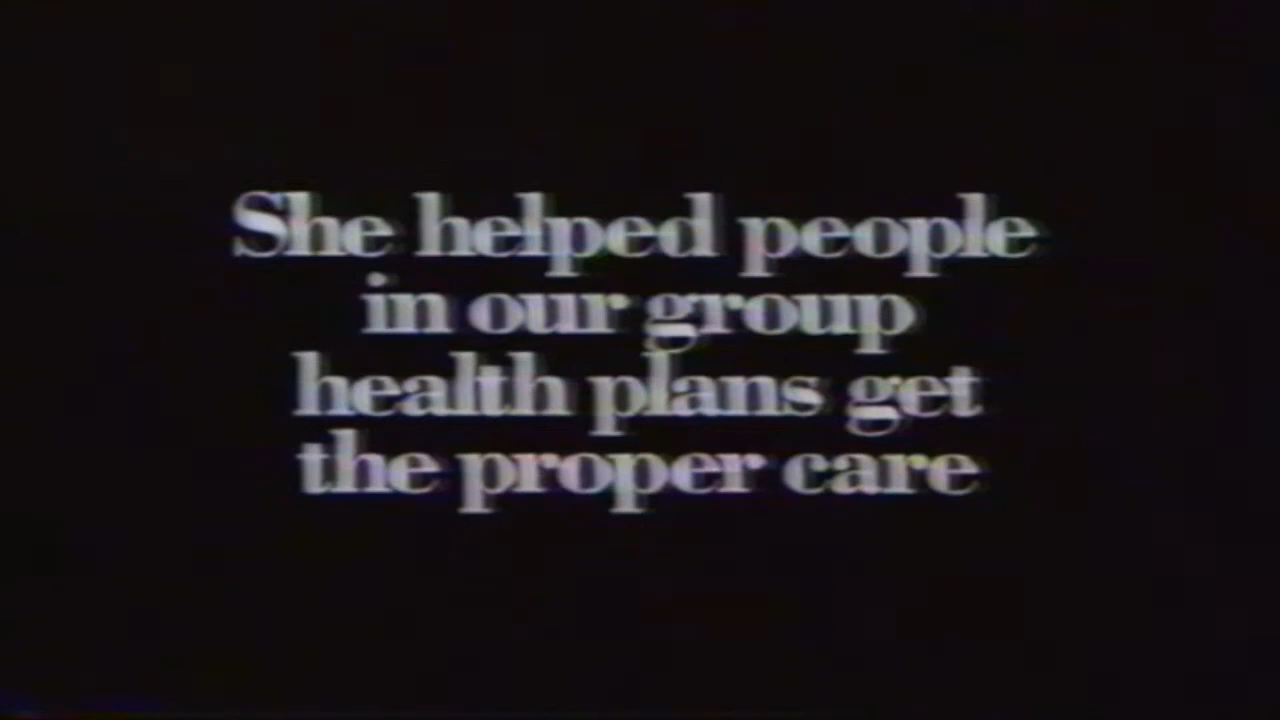 She helped people
in our group
health plans get
the proper care